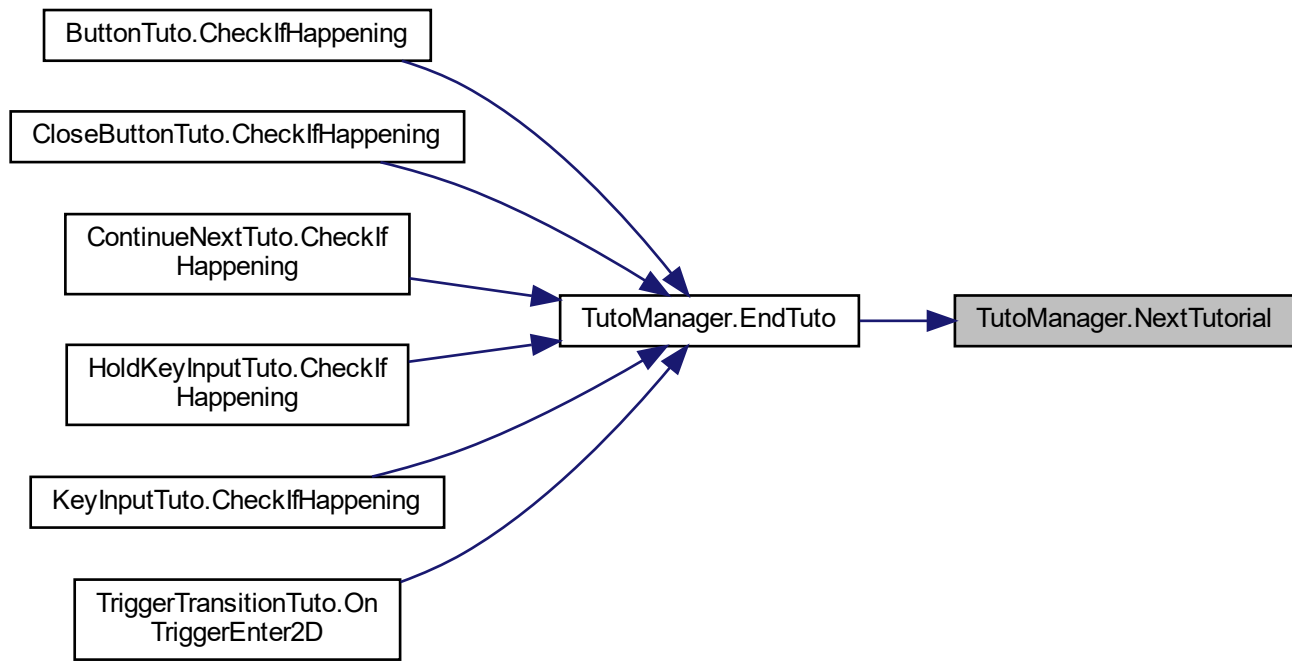 ButtonTuto.CheckIfHappening
CloseButtonTuto.CheckIfHappening
ContinueNextTuto.CheckIf
Happening
HoldKeyInputTuto.CheckIf
Happening
KeyInputTuto.CheckIfHappening
TriggerTransitionTuto.On
TriggerEnter2D
TutoManager.EndTuto
TutoManager.NextTutorial